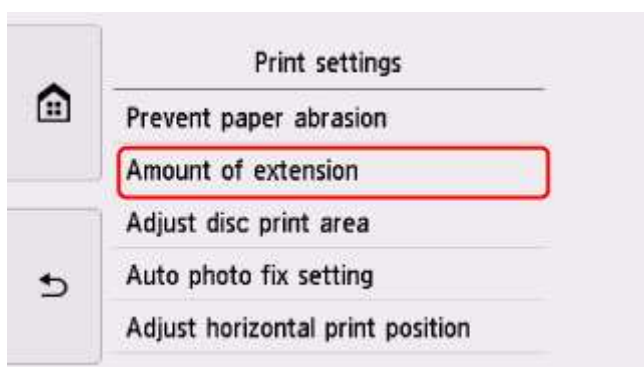 Print settings
Prevent paper abrasion
Amount of extension
Adjust disc print area
Auto photo fix setting
Adjust horizontal print position